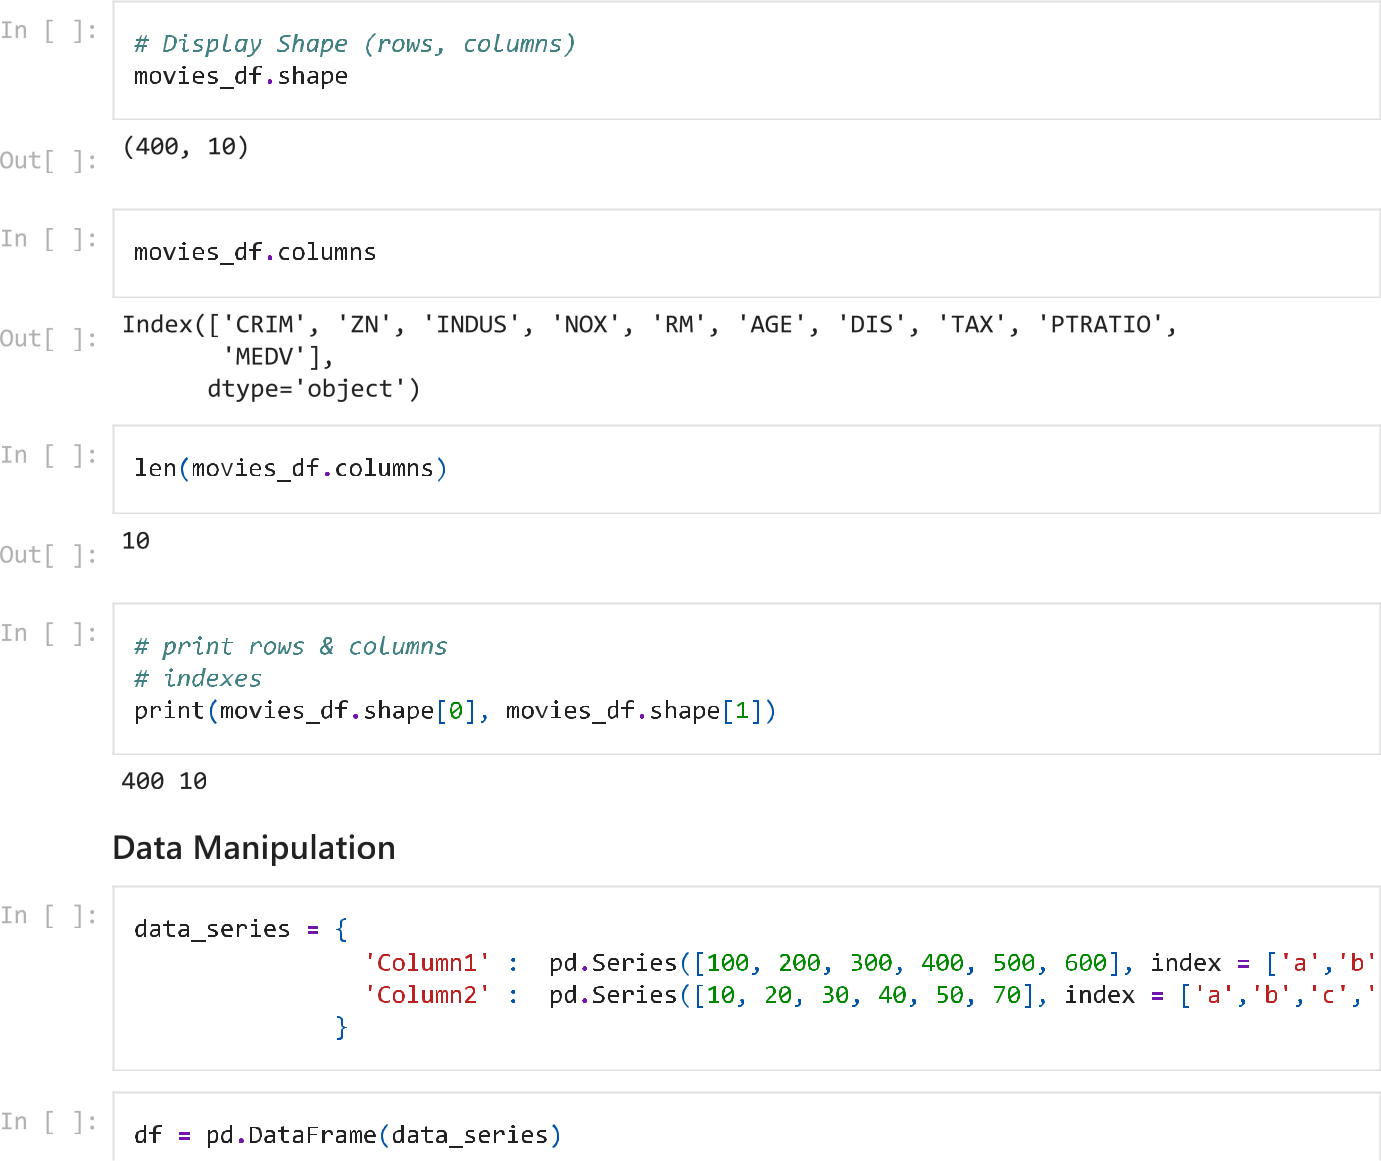 In [ ]:
# Display Shape (rows, columns)
movies_df.shape
Out[ ]:
(400, 10)
In [ ]:
movies_df.columns
Out[ ]:
Index(['CRIM', 'ZN', 'INDUS', 'NOX', 'RM', 'AGE', 'DIS', 'TAX', 'PTRATIO',
'MEDV'],
dtype='object')
In [ ]:
len(movies_df.columns)
Out[ ]:
10
In [ ]:
# print rows & columns
# indexes
print(movies_df.shape[0], movies_df.shape[1])
400 10
Data Manipulation
In [ ]:
data_series = {
'Column1' :  pd.Series([100, 200, 300, 400, 500, 600], index = ['a','b'
'Column2' :  pd.Series([10, 20, 30, 40, 50, 70], index = ['a','b','c','
}
In [ ]:
df = pd.DataFrame(data_series)